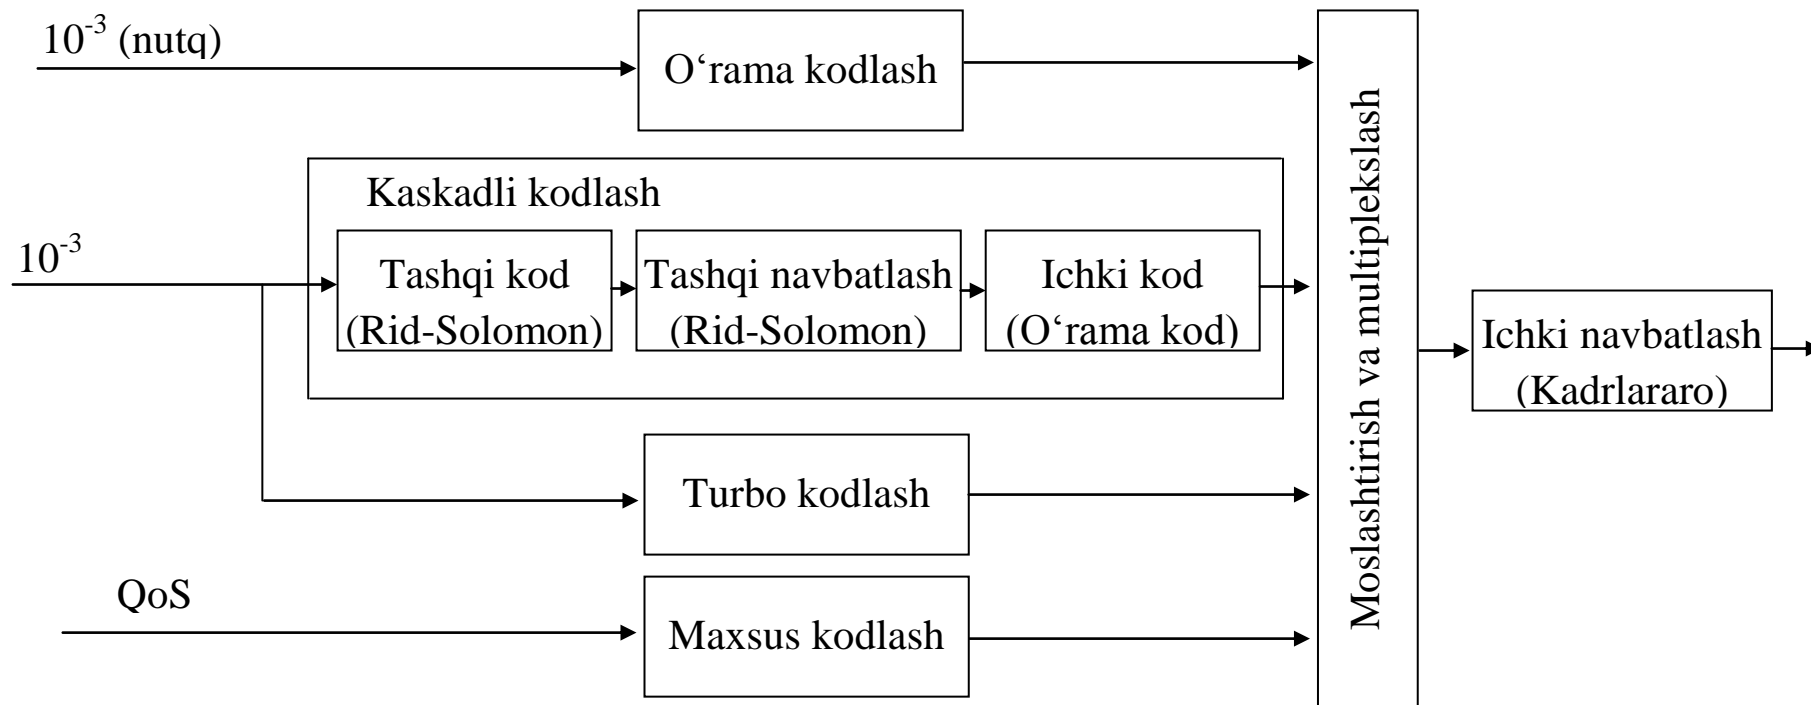 10⁻³ (nutq)
O‘rama kodlash
Kaskadli kodlash
10⁻³
Tashqi kod
(Rid-Solomon)
Tashqi navbatlash
(Rid-Solomon)
Ichki kod
(O‘rama kod)
Turbo kodlash
QoS
Maxsus kodlash
Moslashtirish va multiplekslash
Ichki navbatlash
(Kadrlararo)